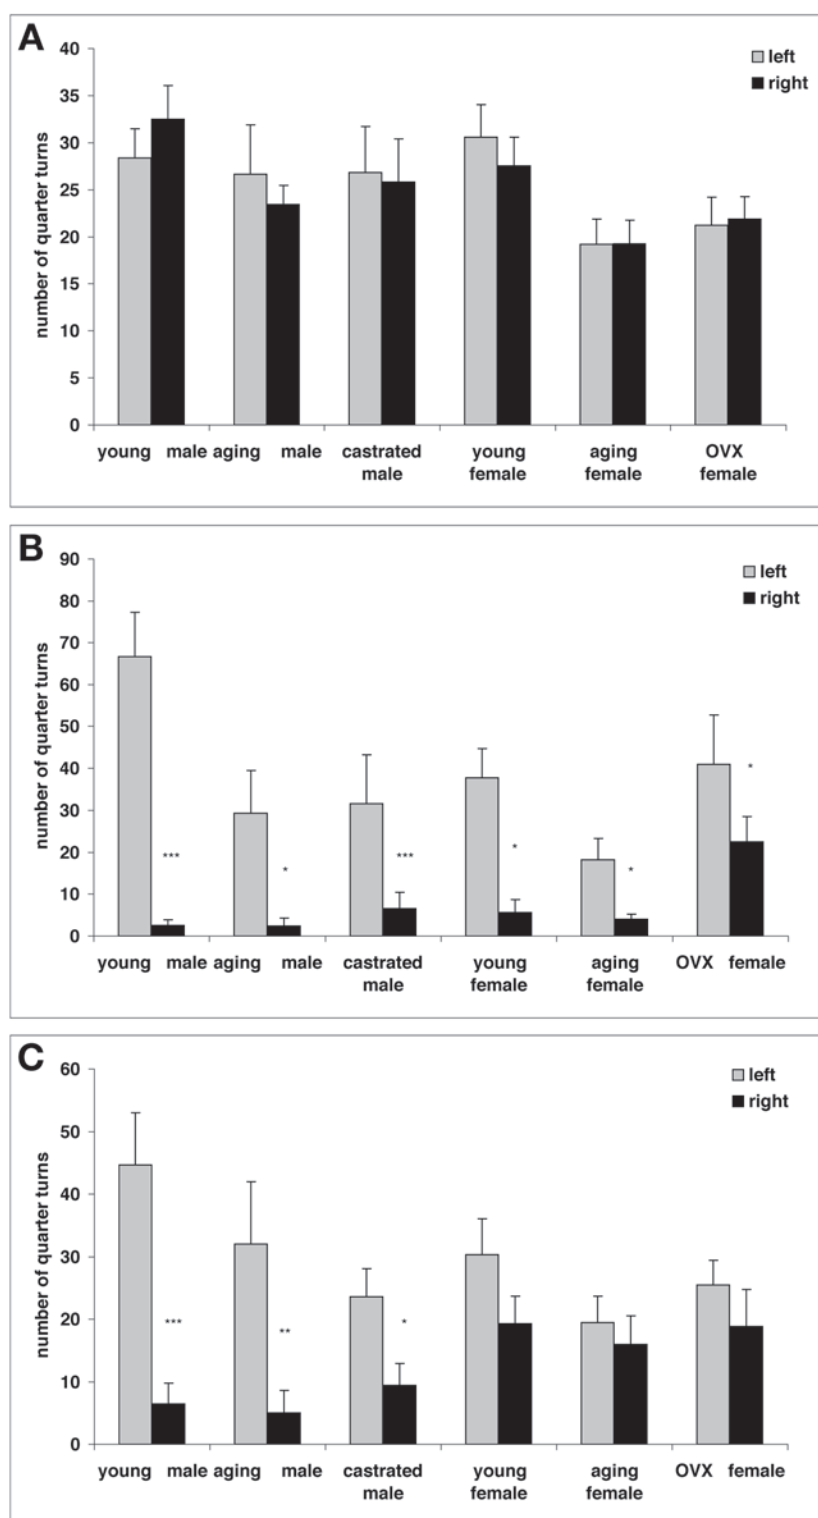 A
left
right
number of quarter turns
40
35
30
25
20
15
10
5
0
young male aging male castrated male young female aging female OVX female
B
left
right
number of quarter turns
90
80
70
60
50
40
30
20
10
0
*** * *** * * *
young male aging male castrated male young female aging female OVX female
C
left
right
number of quarter turns
60
50
40
30
20
10
0
*** ** *
young male aging male castrated male young female aging female OVX female